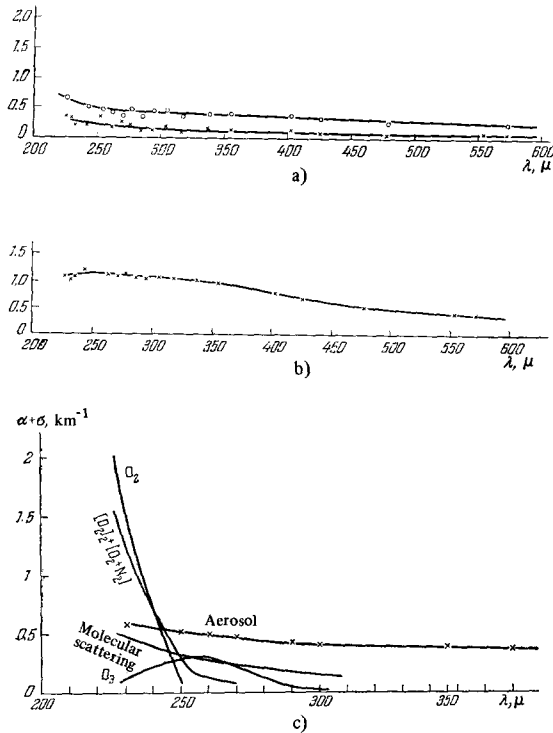 2.0
1.5
1.0
0.5
0
200 250 300 350 400 450 500 550 600
λ, μ
a)
1.5
1.0
0.5
0
200 250 300 350 400 450 500 550 600
λ, μ
b)
α+σ, km⁻¹
2
O₂
1.5
[O₂]₂+[O₂+N₂]
1
Aerosol
0.5
Molecular
scattering
O₃
0
200 250 300 350 λ, μ
c)